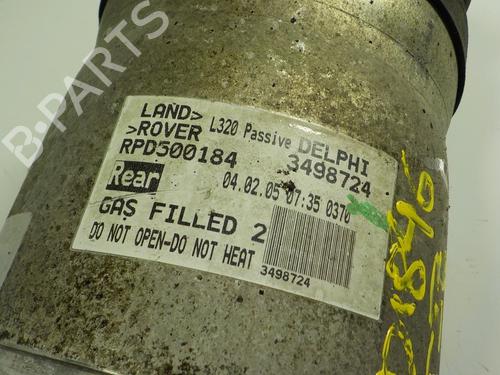 B-PARTS
LAND>
>ROVER L320 Passive DELPHI
RPD500184 3498724
Rear 04.02.05 07:35 0370
GAS FILLED 2
DO NOT OPEN-DO NOT HEAT
3498724